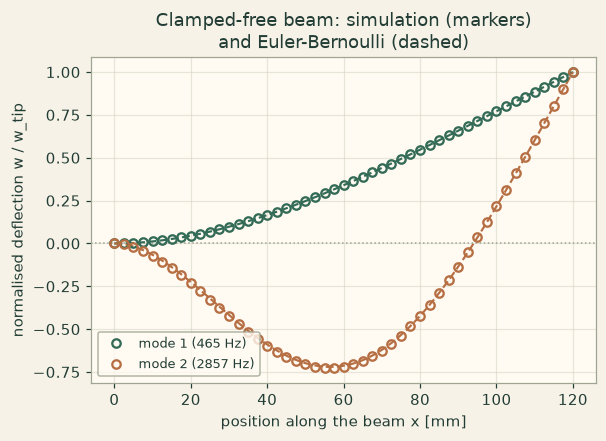 Clamped-free beam: simulation (markers)
and Euler-Bernoulli (dashed)
normalised deflection w / w_tip
1.00
0.75
0.50
0.25
0.00
−0.25
−0.50
−0.75
mode 1 (465 Hz)
mode 2 (2857 Hz)
0 20 40 60 80 100 120
position along the beam x [mm]